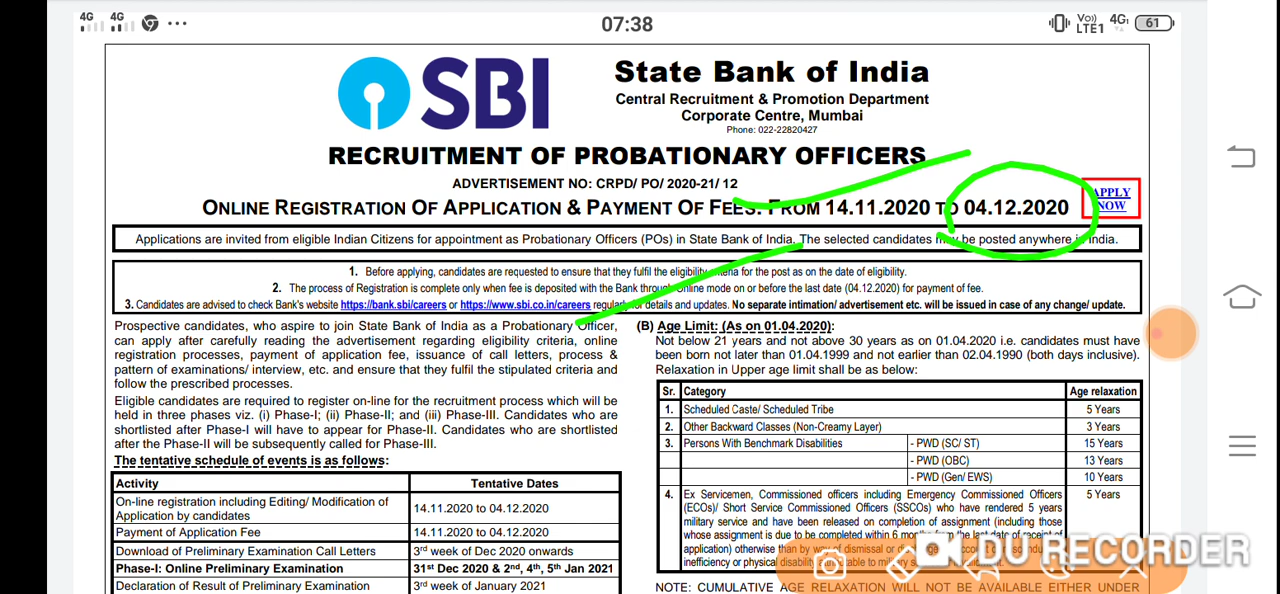 4G 4G ... 07:38 Vo)) LTE1 4G 61
SBI
State Bank of India
Central Recruitment & Promotion Department
Corporate Centre, Mumbai
Phone: 022-22820427
RECRUITMENT OF PROBATIONARY OFFICERS
ADVERTISEMENT NO: CRPD/ PO/ 2020-21/ 12
ONLINE REGISTRATION OF APPLICATION & PAYMENT OF FEES: FROM 14.11.2020 TO 04.12.2020
APPLY
NOW
Applications are invited from eligible Indian Citizens for appointment as Probationary Officers (POs) in State Bank of India. The selected candidates may be posted anywhere in India.
1. Before applying, candidates are requested to ensure that they fulfil the eligibility criteria for the post as on the date of eligibility.
2. The process of Registration is complete only when fee is deposited with the Bank through Online mode on or before the last date (04.12.2020) for payment of fee.
3. Candidates are advised to check Bank's website https://bank.sbi/careers or https://www.sbi.co.in/careers regularly for details and updates. No separate intimation/ advertisement etc. will be issued in case of any change/ update.
Prospective candidates, who aspire to join State Bank of India as a Probationary Officer,
can apply after carefully reading the advertisement regarding eligibility criteria, online
registration processes, payment of application fee, issuance of call letters, process &
pattern of examinations/ interview, etc. and ensure that they fulfil the stipulated criteria and
follow the prescribed processes.
Eligible candidates are required to register on-line for the recruitment process which will be
held in three phases viz. (i) Phase-I; (ii) Phase-II; and (iii) Phase-III. Candidates who are
shortlisted after Phase-I will have to appear for Phase-II. Candidates who are shortlisted
after the Phase-II will be subsequently called for Phase-III.
The tentative schedule of events is as follows:
Activity Tentative Dates
On-line registration including Editing/ Modification of
Application by candidates 14.11.2020 to 04.12.2020
Payment of Application Fee 14.11.2020 to 04.12.2020
Download of Preliminary Examination Call Letters 3rd week of Dec 2020 onwards
Phase-I: Online Preliminary Examination 31st Dec 2020 & 2nd, 4th, 5th Jan 2021
Declaration of Result of Preliminary Examination 3rd week of January 2021
(B) Age Limit: (As on 01.04.2020):
Not below 21 years and not above 30 years as on 01.04.2020 i.e. candidates must have
been born not later than 01.04.1999 and not earlier than 02.04.1990 (both days inclusive).
Relaxation in Upper age limit shall be as below:
Sr. Category Age relaxation
1. Scheduled Caste/ Scheduled Tribe 5 Years
2. Other Backward Classes (Non-Creamy Layer) 3 Years
3. Persons With Benchmark Disabilities - PWD (SC/ ST) 15 Years
- PWD (OBC) 13 Years
- PWD (Gen/ EWS) 10 Years
4. Ex Servicemen, Commissioned officers including Emergency Commissioned Officers 5 Years
(ECOs)/ Short Service Commissioned Officers (SSCOs) who have rendered 5 years
military service and have been released on completion of assignment (including those
whose assignment is due to be completed within 6 months from the last date of receipt of
application) otherwise than by way of dismissal or
inefficiency or physical disability attributable to military
NOTE: CUMULATIVE AGE RELAXATION WILL NOT BE AVAILABLE EITHER UNDER
DU RECORDER